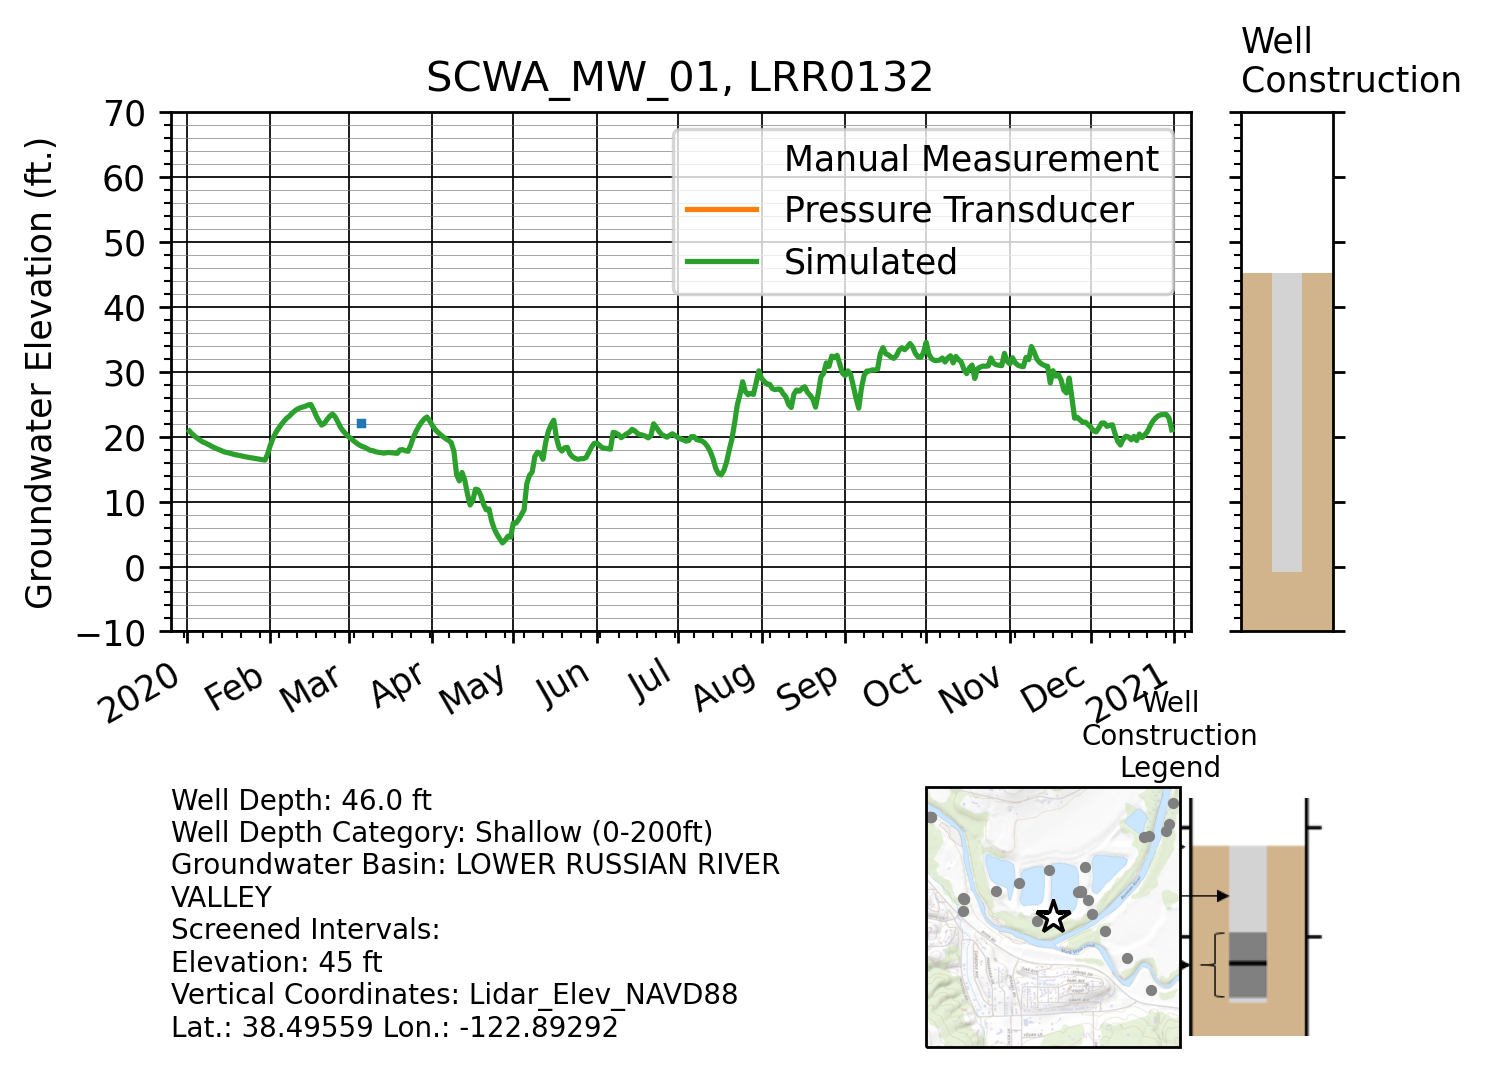 Well
Construction
SCWA_MW_01, LRR0132
Groundwater Elevation (ft.)
70
60
50
40
30
20
10
0
−10
Manual Measurement
Pressure Transducer
Simulated
2020
Feb
Mar
Apr
May
Jun
Jul
Aug
Sep
Oct
Nov
Dec
2021
Well
Construction
Legend
Well Depth: 46.0 ft
Well Depth Category: Shallow (0-200ft)
Groundwater Basin: LOWER RUSSIAN RIVER
VALLEY
Screened Intervals:
Elevation: 45 ft
Vertical Coordinates: Lidar_Elev_NAVD88
Lat.: 38.49559 Lon.: -122.89292